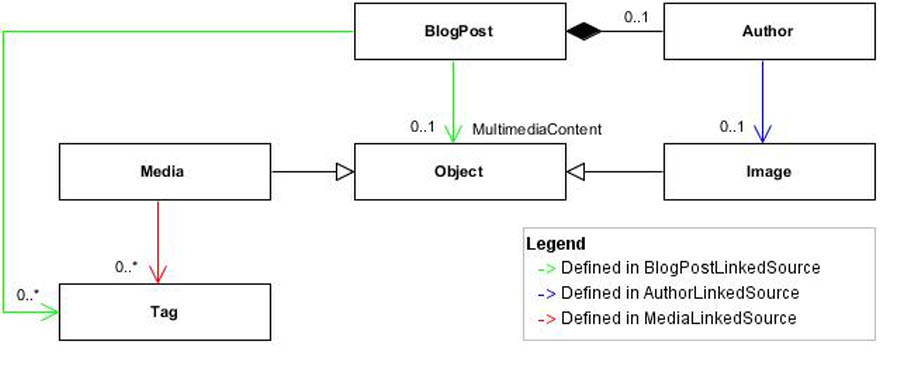 BlogPost
0..1
Author
0..1
MultimediaContent
0..1
Media
Object
Image
0..*
0..*
Tag
Legend
-> Defined in BlogPostLinkedSource
-> Defined in AuthorLinkedSource
-> Defined in MediaLinkedSource